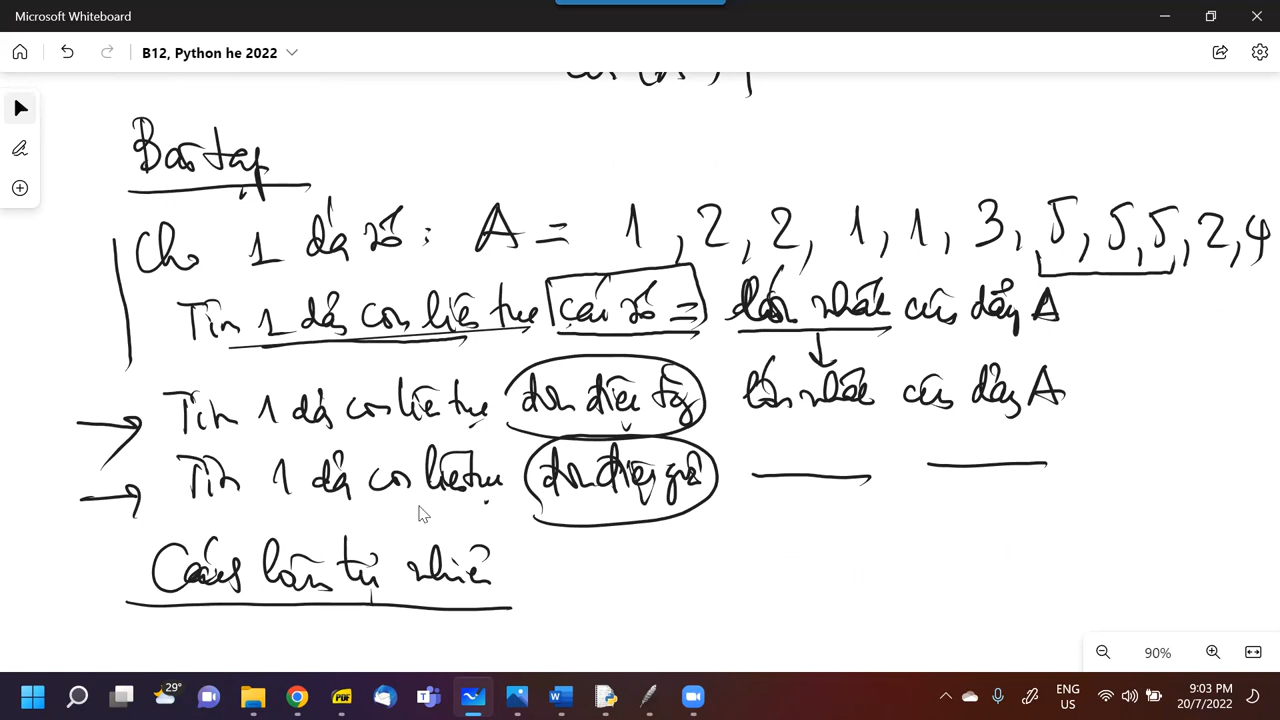 Microsoft Whiteboard
B12, Python he 2022
Bài tập
Cho 1 dãy số: A = 1, 2, 2, 1, 1, 3, 5, 5, 5, 2, 4
Tìm 1 dãy con liên tục các số = lớn nhất của dãy A
Tìm 1 dãy con liên tục đơn điệu tăng lớn nhất của dãy A
Tìm 1 dãy con liên tục đơn điệu giảm
Cách làm tự nhiên
90%
29°
ENG
US
9:03 PM
20/7/2022